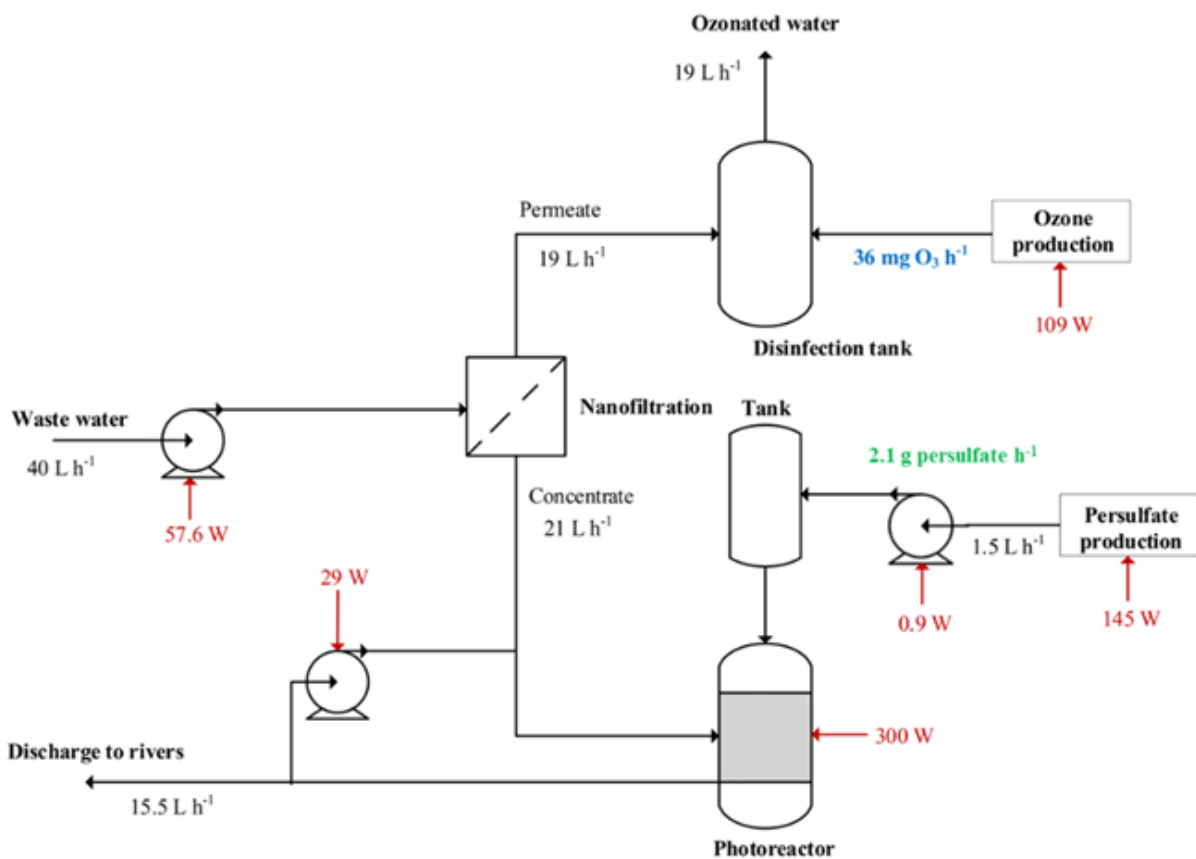 Ozonated water
19 L h⁻¹
Permeate
19 L h⁻¹
36 mg O₃ h⁻¹
Ozone
production
109 W
Disinfection tank
Waste water
40 L h⁻¹
57.6 W
Nanofiltration
Tank
2.1 g persulfate h⁻¹
Concentrate
21 L h⁻¹
1.5 L h⁻¹
Persulfate
production
0.9 W
145 W
29 W
300 W
Discharge to rivers
15.5 L h⁻¹
Photoreactor